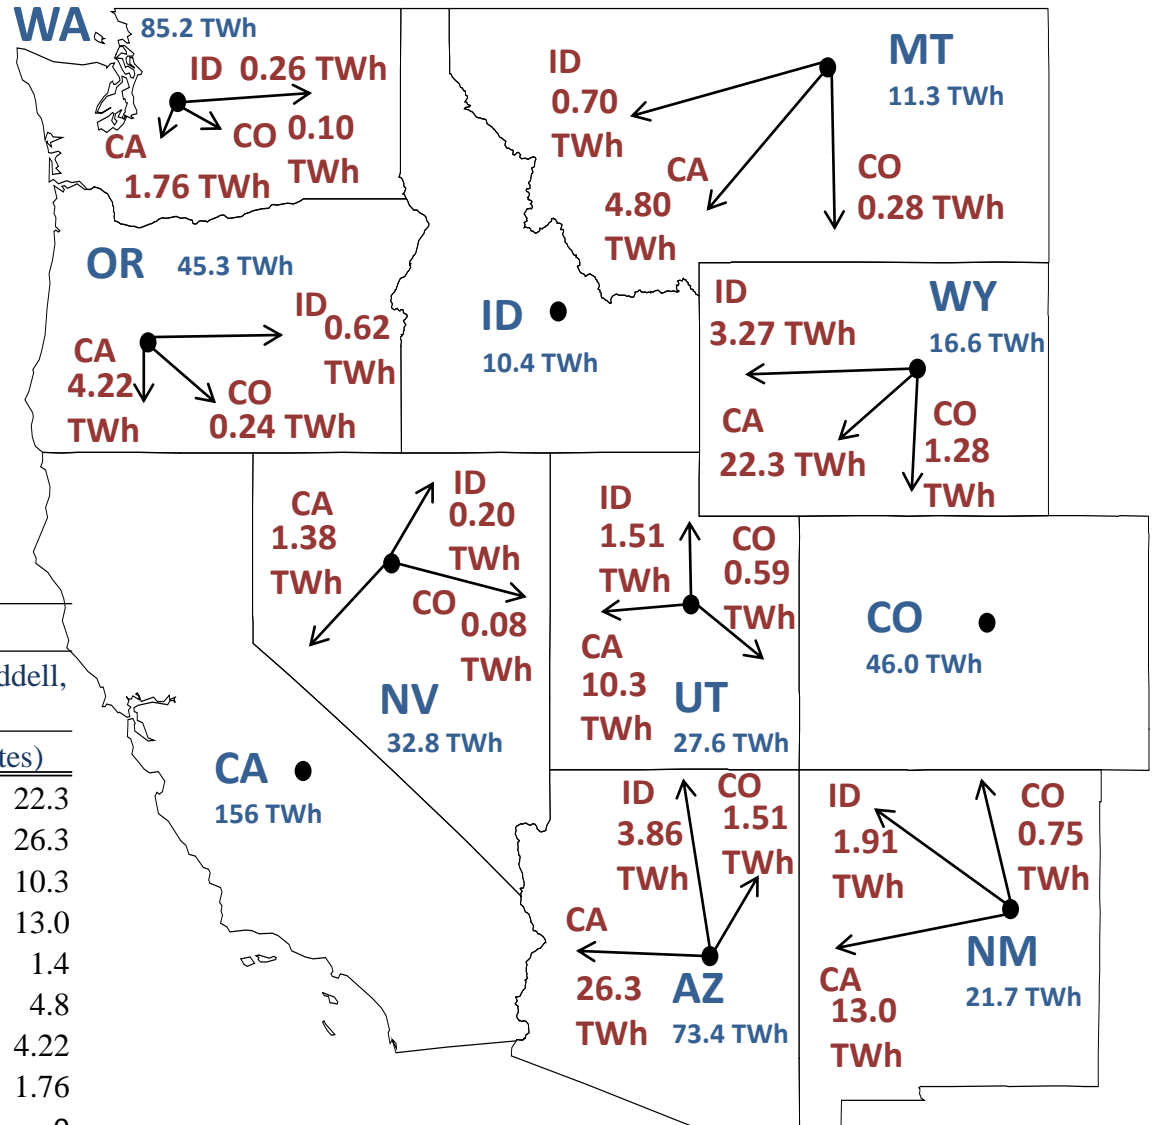 WA 85.2 TWh
ID 0.26 TWh
CA
CO 0.10
TWh
1.76 TWh
MT
11.3 TWh
ID
0.70
TWh
CA
4.80
TWh
CO
0.28 TWh
OR 45.3 TWh
ID
0.62
TWh
CA
4.22
TWh
CO
0.24 TWh
ID
10.4 TWh
WY
16.6 TWh
ID
3.27 TWh
CA
22.3 TWh
CO
1.28
TWh
CA
1.38
TWh
ID
0.20
TWh
CO 0.08
TWh
NV
32.8 TWh
ID
1.51
TWh
CO
0.59
TWh
CA
10.3
TWh
UT
27.6 TWh
CO
46.0 TWh
CA
156 TWh
ID
3.86
TWh
CO
1.51
TWh
CA
26.3
TWh
AZ
73.4 TWh
ID
1.91
TWh
CO
0.75
TWh
CA
13.0
TWh
NM
21.7 TWh
ddell,
tes)
22.3
26.3
10.3
13.0
1.4
4.8
4.22
1.76